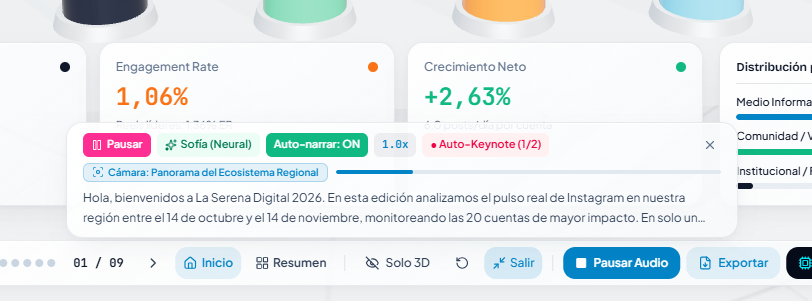 Engagement Rate
1,06%
Crecimiento Neto
+2,63%
Distribución
Medio Informa
Comunidad / V
Institucional /
Pausar
Sofía (Neural)
Auto-narrar: ON
1.0x
• Auto-Keynote (1/2)
Cámara: Panorama del Ecosistema Regional
Hola, bienvenidos a La Serena Digital 2026. En esta edición analizamos el pulso real de Instagram en nuestra
región entre el 14 de octubre y el 14 de noviembre, monitoreando las 20 cuentas de mayor impacto. En solo un...
01 / 09
Inicio
Resumen
Solo 3D
Salir
Pausar Audio
Exportar